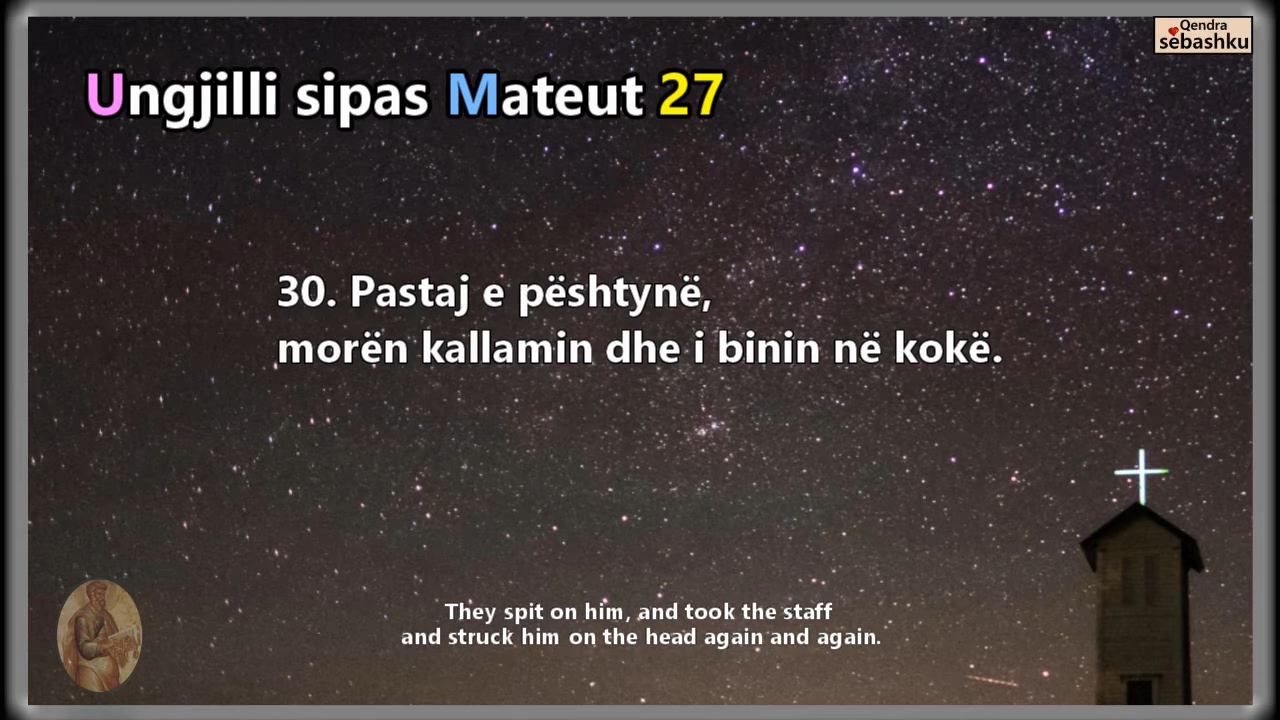 Qendra
sebashku
Ungjilli sipas Mateut 27
30. Pastaj e pështynë,
morën kallamin dhe i binin në kokë.
They spit on him, and took the staff
and struck him on the head again and again.